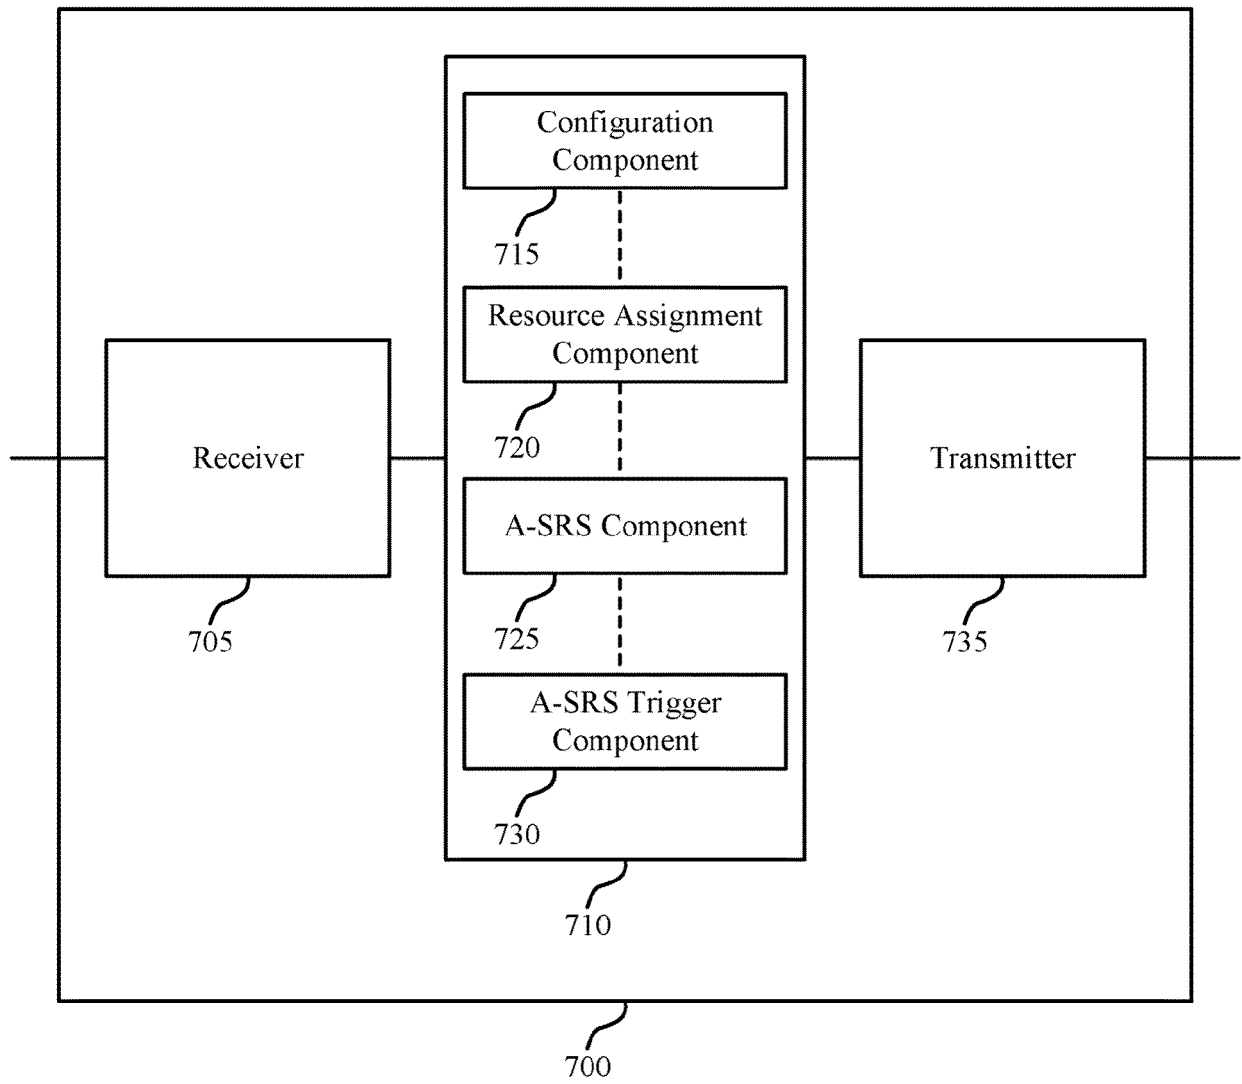 Configuration
Component
715
Resource Assignment
Component
720
Receiver
705
A-SRS Component
725
Transmitter
735
A-SRS Trigger
Component
730
710
700